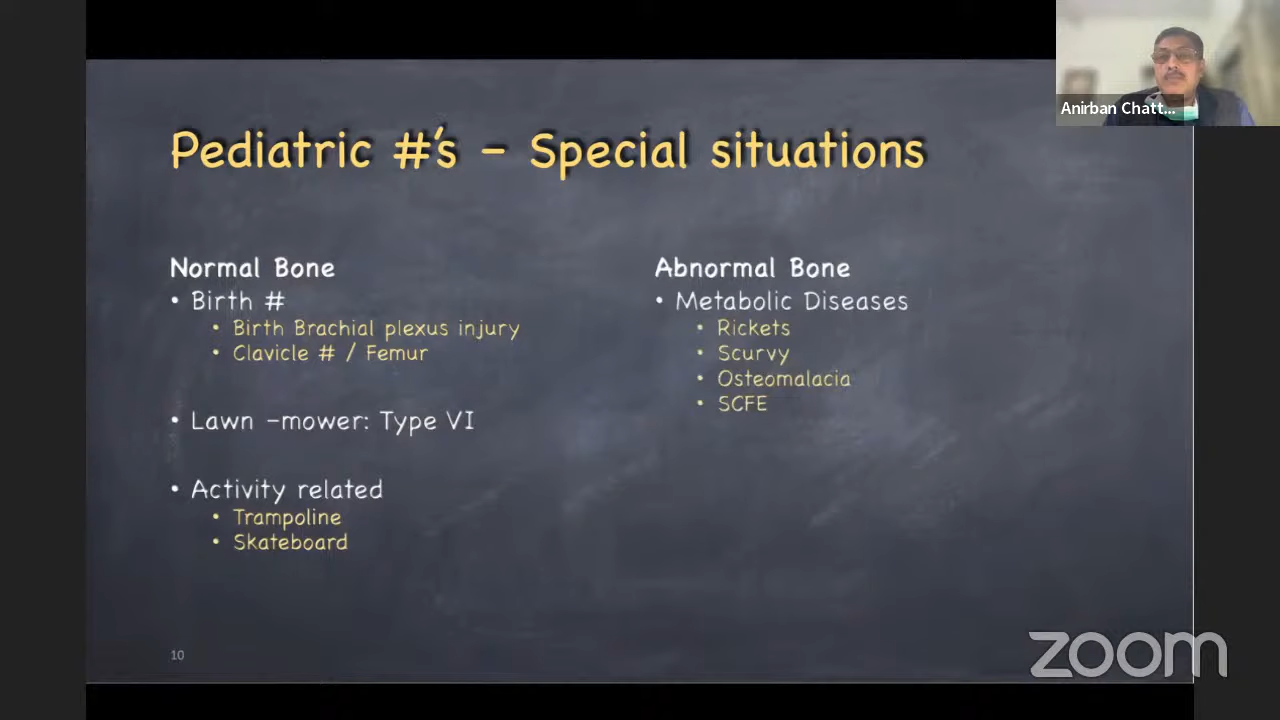 Anirban Chatt...
Pediatric #'s - Special situations
Normal Bone
• Birth #
• Birth Brachial plexus injury
• Clavicle # / Femur
• Lawn -mower: Type VI
• Activity related
• Trampoline
• Skateboard
Abnormal Bone
• Metabolic Diseases
• Rickets
• Scurvy
• Osteomalacia
• SCFE
10
zoom